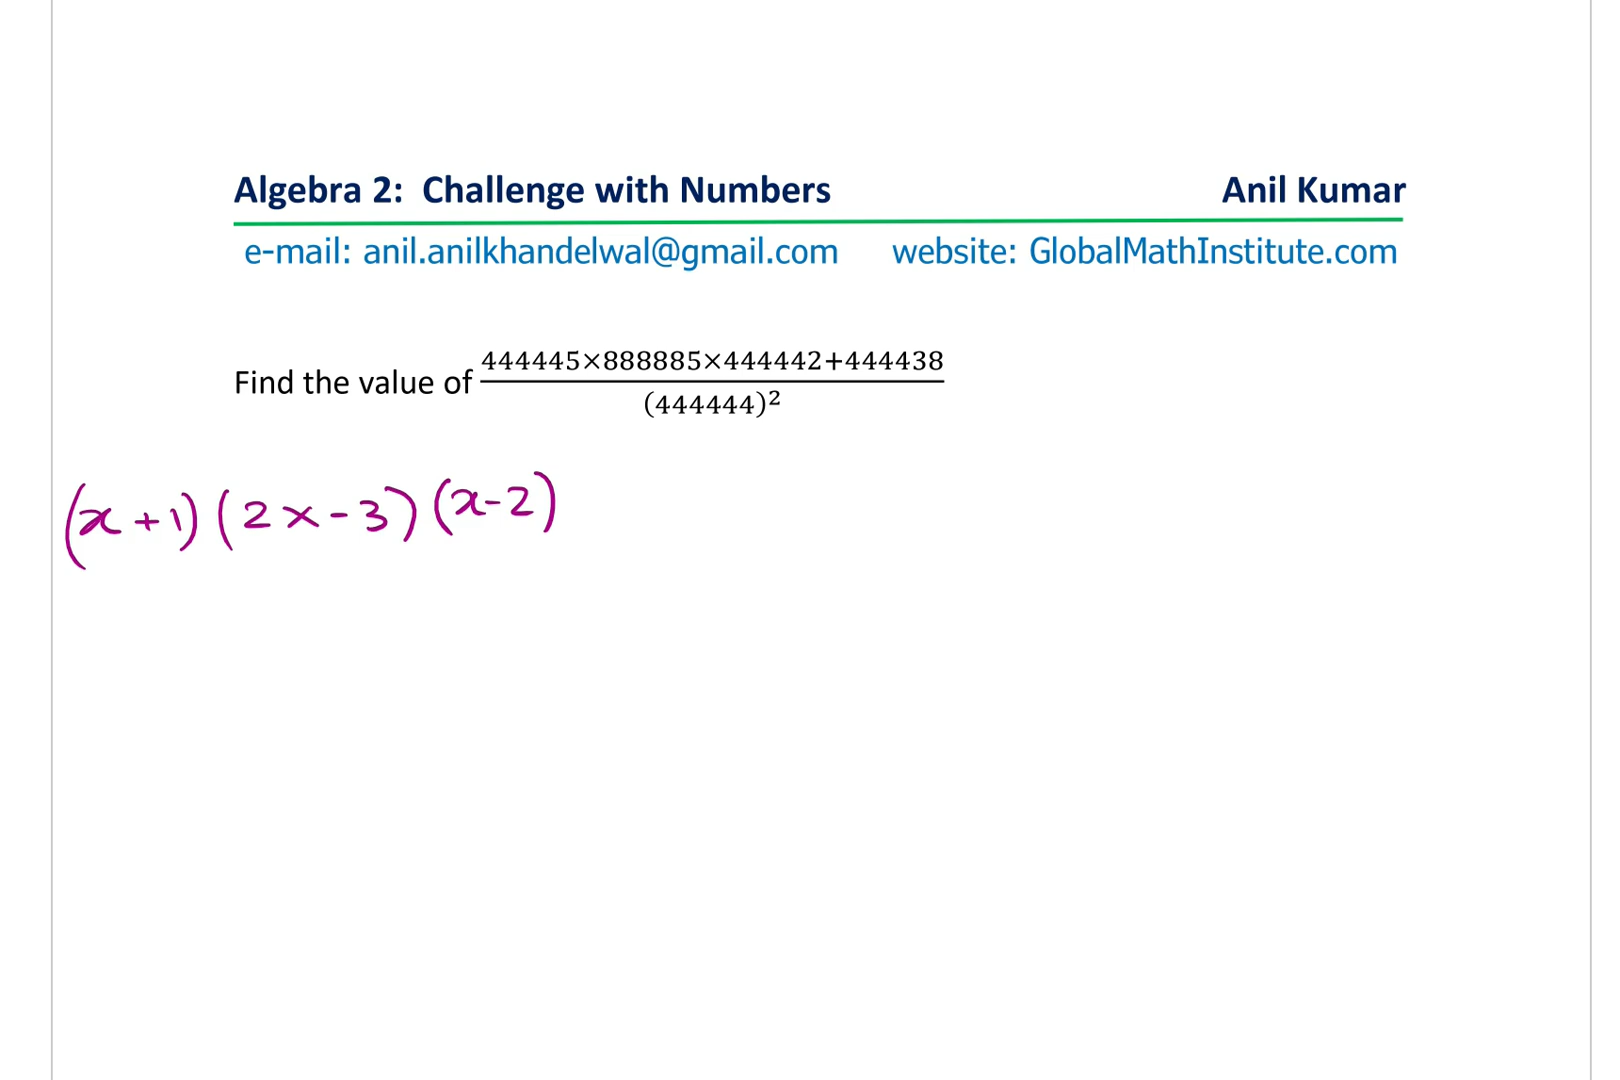 Algebra 2: Challenge with Numbers Anil Kumar
e-mail: anil.anilkhandelwal@gmail.com website: GlobalMathInstitute.com
444445×888885×444442+444438
Find the value of
(444444)²
(x+1)(2x-3)(x-2)